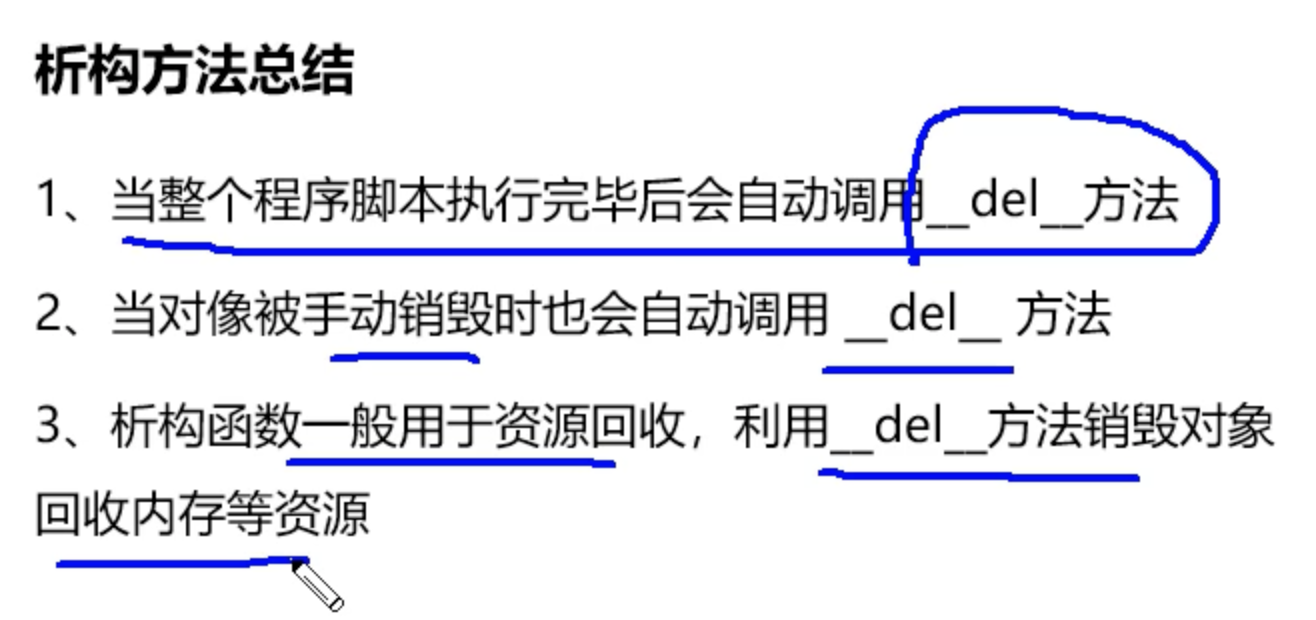 析构方法总结
1、当整个程序脚本执行完毕后会自动调用__del__方法
2、当对像被手动销毁时也会自动调用 __del__ 方法
3、析构函数一般用于资源回收，利用__del__方法销毁对象
回收内存等资源